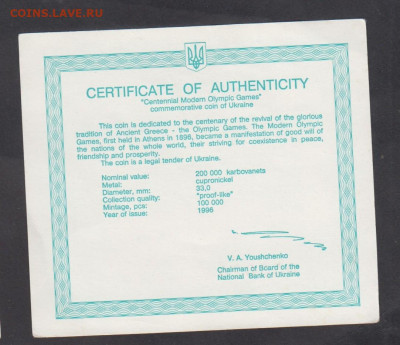 COINS.LAVE.RU
CERTIFICATE OF AUTHENTICITY
"Centennial Modern Olympic Games"
commemorative coin of Ukraine
This coin is dedicated to the centenary of the revival of the glorious
tradition of Ancient Greece - the Olympic Games. The Modern Olympic
Games, first held in Athens in 1896, became a manifestation of good will of
the nations of the whole world, their striving for coexistence in peace,
friendship and prosperity.
The coin is a legal tender of Ukraine.
Nominal value: 200 000 karbovanets
Metal: cupronickel
Diameter, mm: 33,0
Collection quality: "proof-like"
Mintage, pcs: 100 000
Year of issue: 1996
V. A. Youshchenko
Chairman of Board of the
National Bank of Ukraine